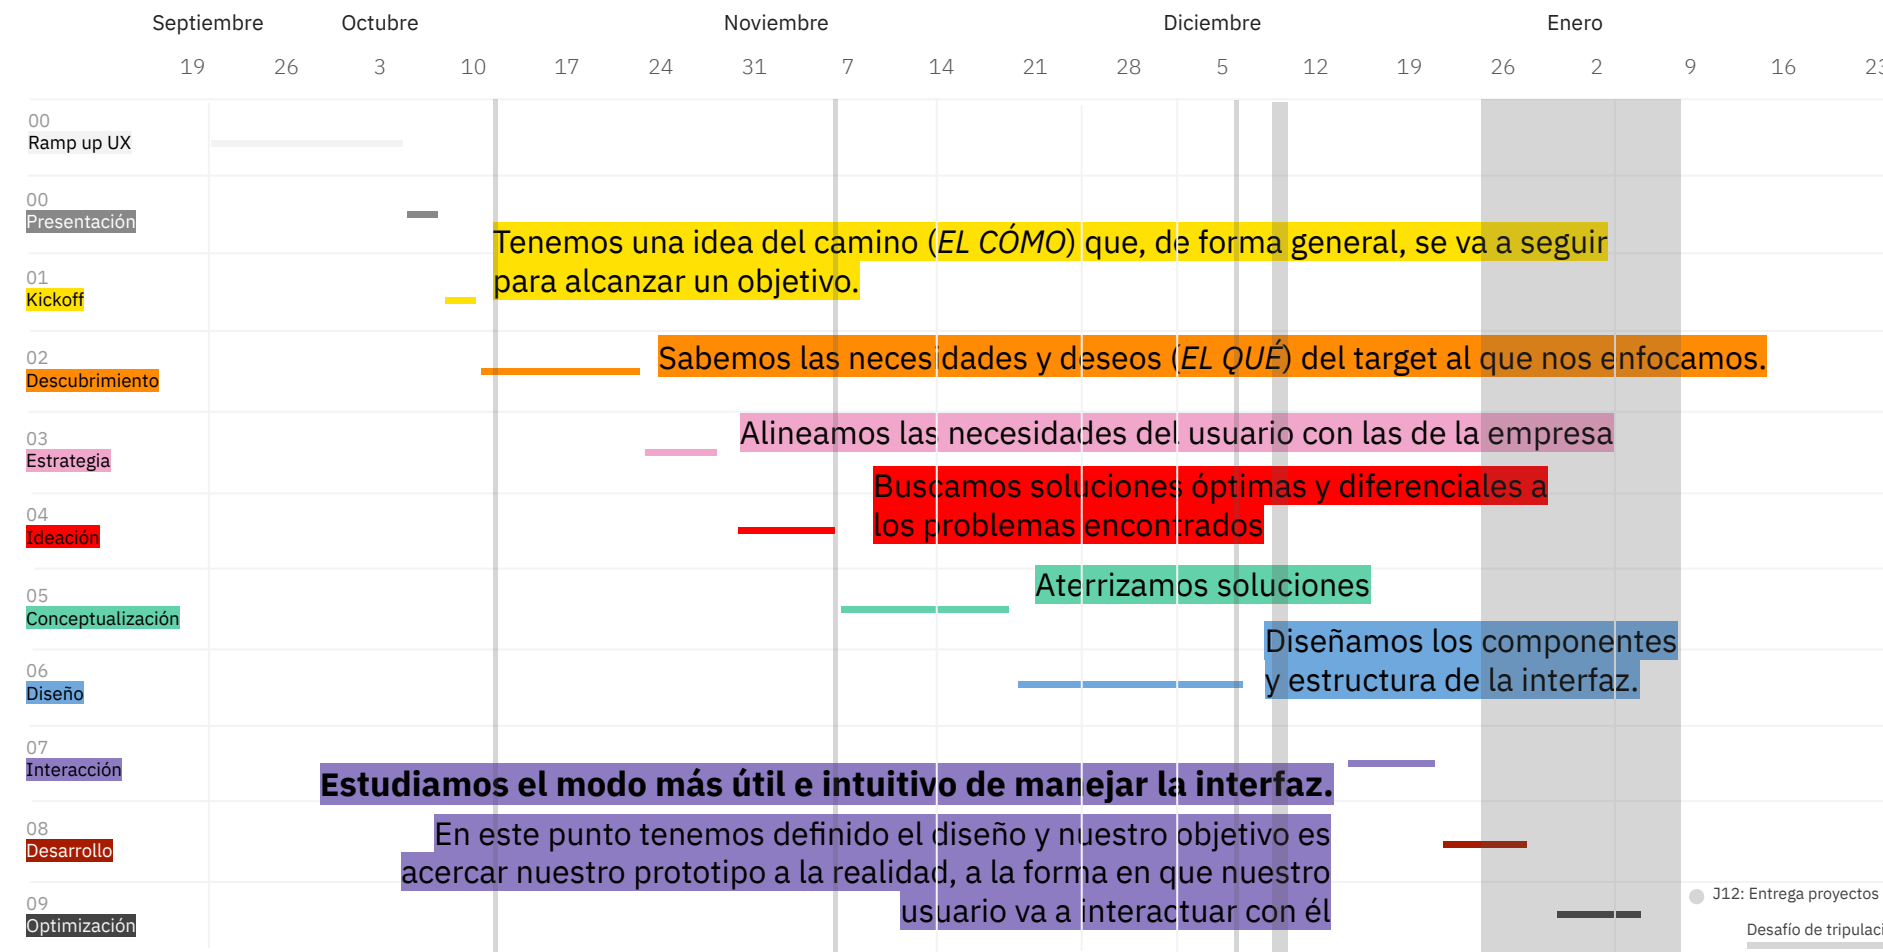 Septiembre Octubre Noviembre Diciembre Enero
19 26 3 10 17 24 31 7 14 21 28 5 12 19 26 2 9 16 23
00
Ramp up UX
00
Presentación
Tenemos una idea del camino (EL CÓMO) que, de forma general, se va a seguir
para alcanzar un objetivo.
01
Kickoff
02
Descubrimiento
Sabemos las necesidades y deseos (EL QUÉ) del target al que nos enfocamos.
03
Estrategia
Alineamos las necesidades del usuario con las de la empresa
04
Ideación
Buscamos soluciones óptimas y diferenciales a
los problemas encontrados
05
Conceptualización
Aterrizamos soluciones
06
Diseño
Diseñamos los componentes
y estructura de la interfaz.
07
Interacción
Estudiamos el modo más útil e intuitivo de manejar la interfaz.
En este punto tenemos definido el diseño y nuestro objetivo es
acercar nuestro prototipo a la realidad, a la forma en que nuestro
usuario va a interactuar con él
08
Desarrollo
09
Optimización
J12: Entrega proyectos
Desafío de tripulaci